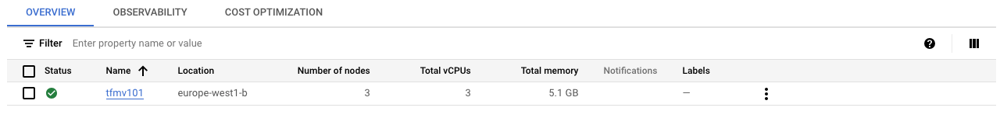 OVERVIEW OBSERVABILITY COST OPTIMIZATION
Filter Enter property name or value
Status Name Location Number of nodes Total vCPUs Total memory Notifications Labels
tfmv101 europe-west1-b 3 3 5.1 GB —